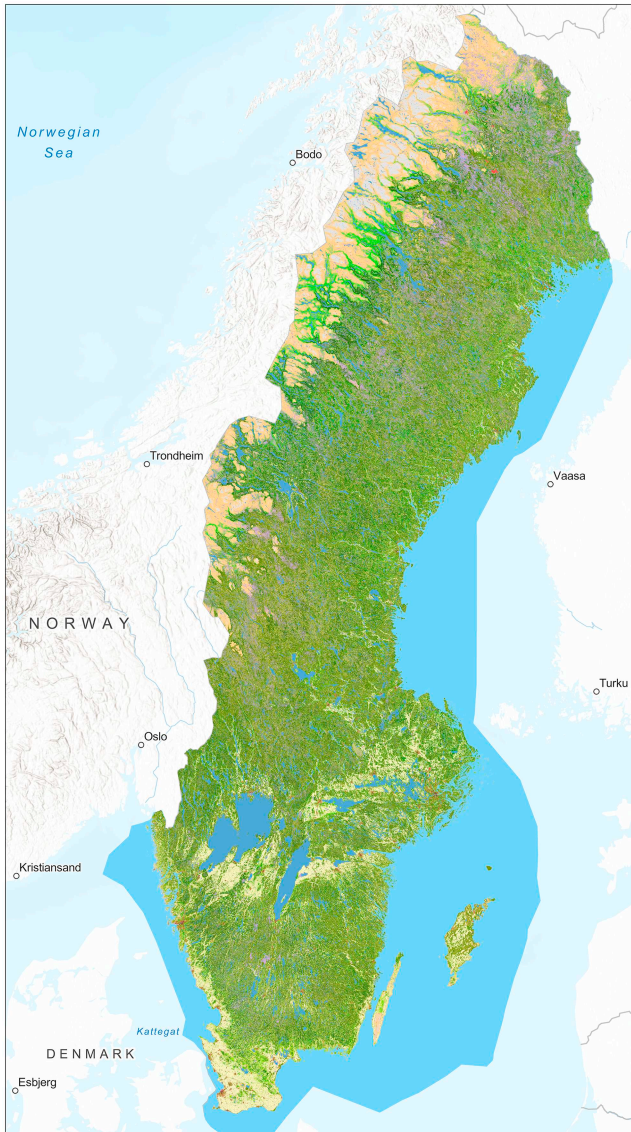 Norwegian
Sea
Bodo
Trondheim
Vaasa
NORWAY
Turku
Oslo
Kristiansand
Kattegat
DENMARK
Esbjerg